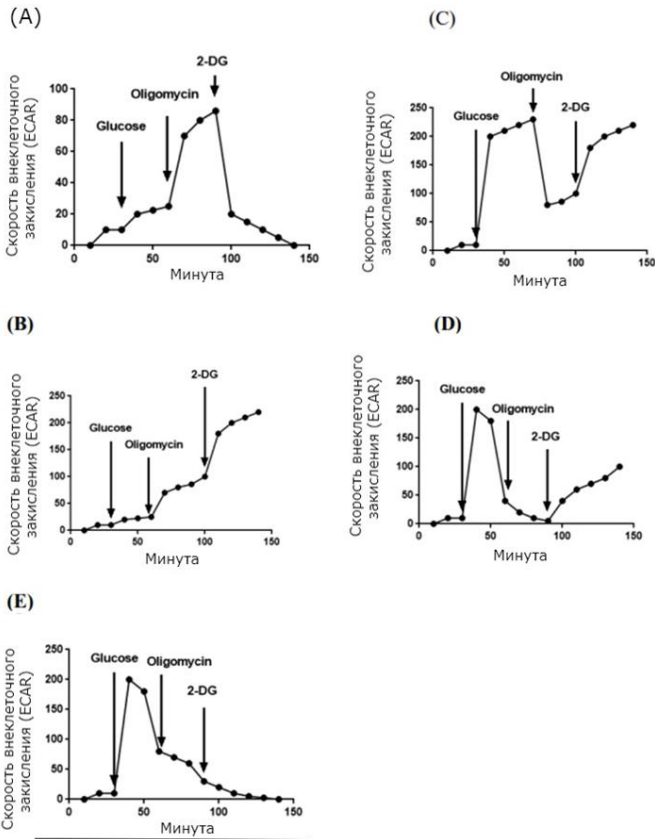 (A)
2-DG
Oligomycin
Glucose
Скорость внеклеточного
закисления (ECAR)
100
80
60
40
20
0
0 50 100 150
Минута
(C)
Oligomycin
Glucose
2-DG
Скорость внеклеточного
закисления (ECAR)
250
200
150
100
50
0
0 50 100 150
Минута
(B)
2-DG
Glucose
Oligomycin
Скорость внеклеточного
закисления (ECAR)
250
200
150
100
50
0
0 50 100 150
Минута
(D)
Glucose
Oligomycin
2-DG
Скорость внеклеточного
закисления (ECAR)
250
200
150
100
50
0
0 50 100 150
Минута
(E)
Glucose Oligomycin
2-DG
Скорость внеклеточного
закисления (ECAR)
250
200
150
100
50
0
0 50 100 150
Минута